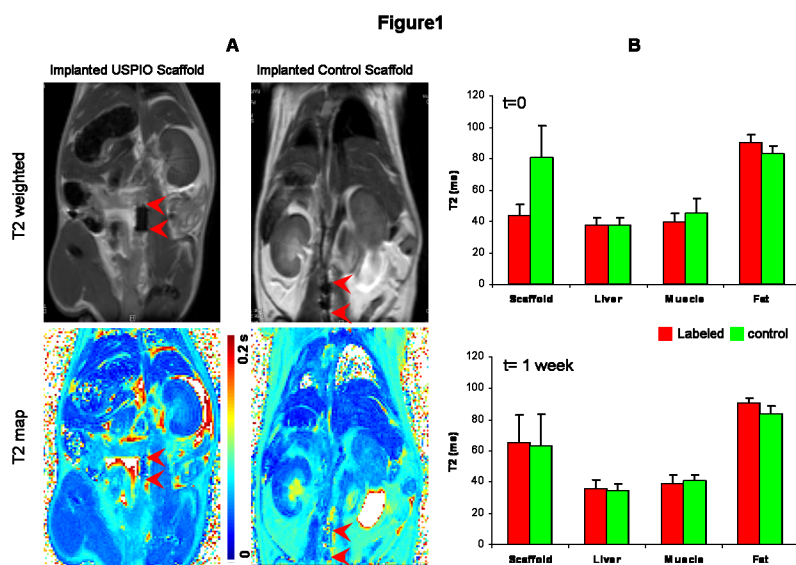 Figure1
A
B
Implanted USPIO Scaffold
Implanted Control Scaffold
T2 weighted
T2 map
0.2 s
0
t=0
T2 (ms)
120
100
80
60
40
20
0
Scaffold
Liver
Muscle
Fat
Labeled
control
t= 1 week
T2 (ms)
120
100
80
60
40
20
0
Scaffold
Liver
Muscle
Fat